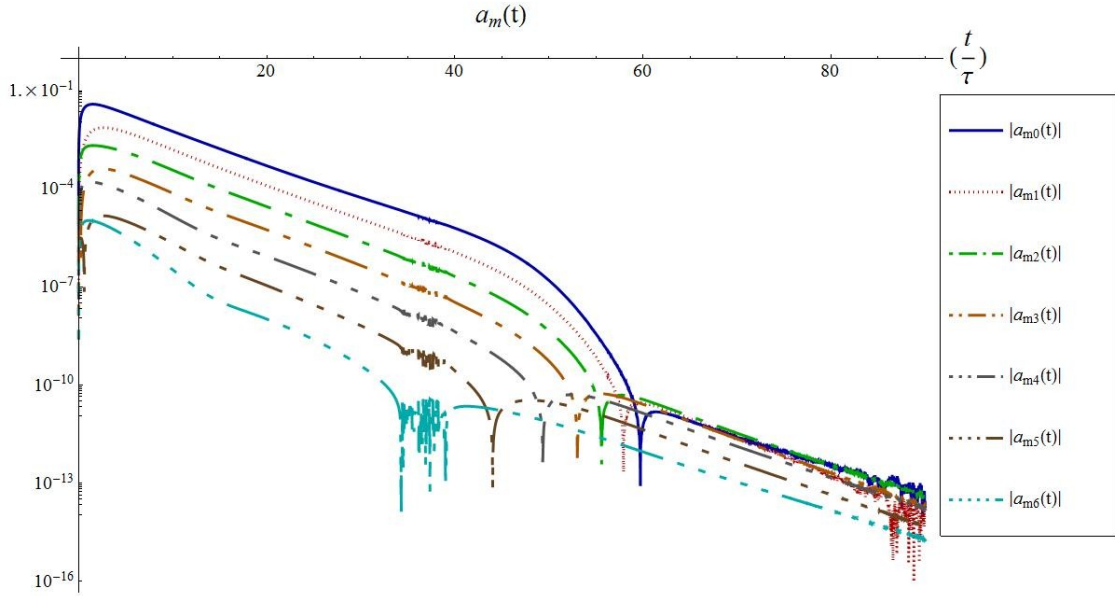 a_m(t)
20 40 60 80 (t/τ)
1.×10⁻¹
10⁻⁴
10⁻⁷
10⁻¹⁰
10⁻¹³
10⁻¹⁶
|a_m0(t)|
|a_m1(t)|
|a_m2(t)|
|a_m3(t)|
|a_m4(t)|
|a_m5(t)|
|a_m6(t)|